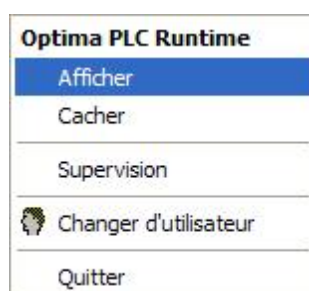 Optima PLC Runtime
Afficher
Cacher
Supervision
Changer d'utilisateur
Quitter